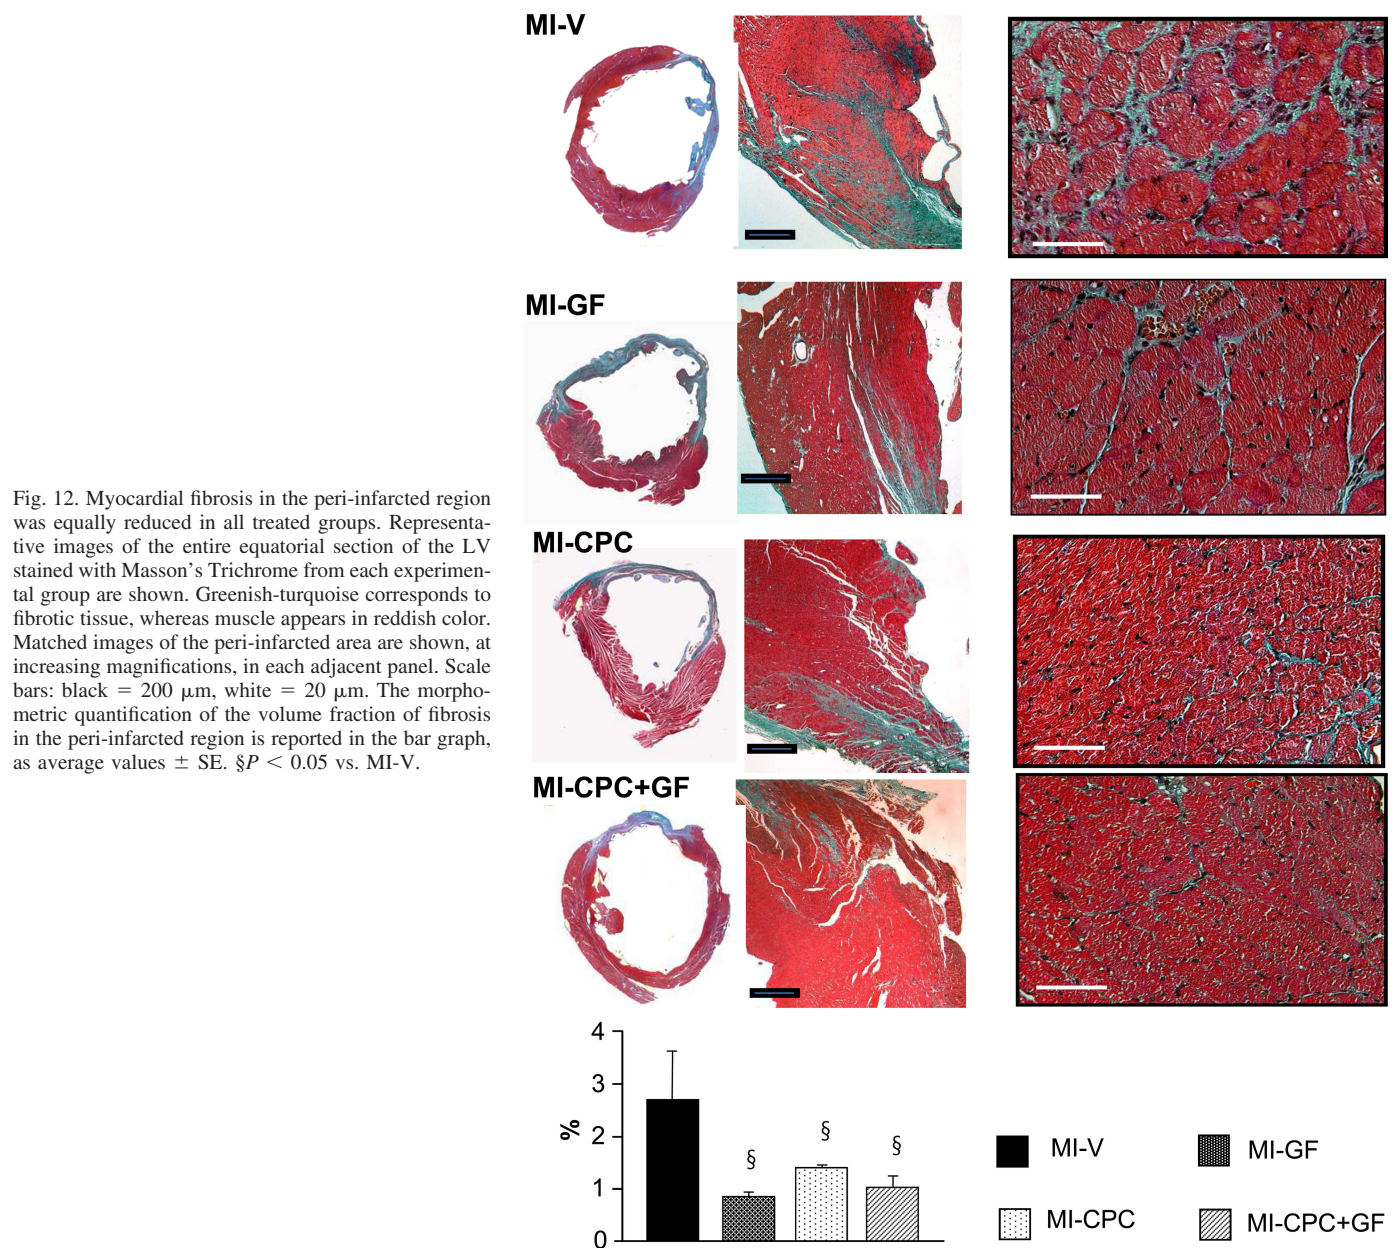 MI-V
MI-GF
Fig. 12. Myocardial fibrosis in the peri-infarcted region
was equally reduced in all treated groups. Representa-
tive images of the entire equatorial section of the LV
stained with Masson's Trichrome from each experimen-
tal group are shown. Greenish-turquoise corresponds to
fibrotic tissue, whereas muscle appears in reddish color.
Matched images of the peri-infarcted area are shown, at
increasing magnifications, in each adjacent panel. Scale
bars: black = 200 μm, white = 20 μm. The morpho-
metric quantification of the volume fraction of fibrosis
in the peri-infarcted region is reported in the bar graph,
as average values ± SE. §P < 0.05 vs. MI-V.
MI-CPC
MI-CPC+GF
4
3
2
1
0
%
§
§
§
MI-V
MI-GF
MI-CPC
MI-CPC+GF